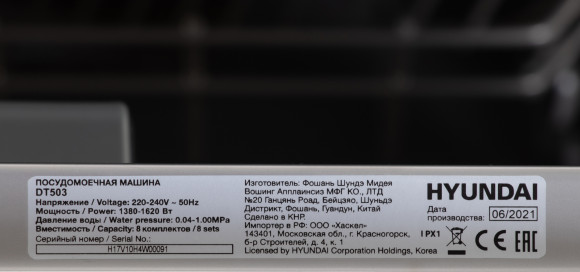 ПОСУДОМОЕЧНАЯ МАШИНА
DT503
Напряжение / Voltage: 220-240V ~ 50Hz
Мощность / Power: 1380-1620 Вт
Давление воды / Water pressure: 0.04-1.00MPa
Вместимость / Capacity: 8 комплектов / 8 sets
Серийный номер / Serial No.:
H17V10H4W00091
Изготовитель: Фошань Шундэ Мидея
Вошинг Апплаинсиз МФГ КО., ЛТД
№20 Ганцянь Роад, Бейцзяо, Шуньдэ
Дистрикт, Фошань, Гуандун, Китай
Сделано в КНР.
Импортер в РФ: ООО «Хаскел»
143401, Московская обл., г. Красногорск,
б-р Строителей, д. 4, к. 1
Licensed by HYUNDAI Corporation Holdings, Korea
HYUNDAI
Дата
производства: 06/2021
IPX1 CE EAC